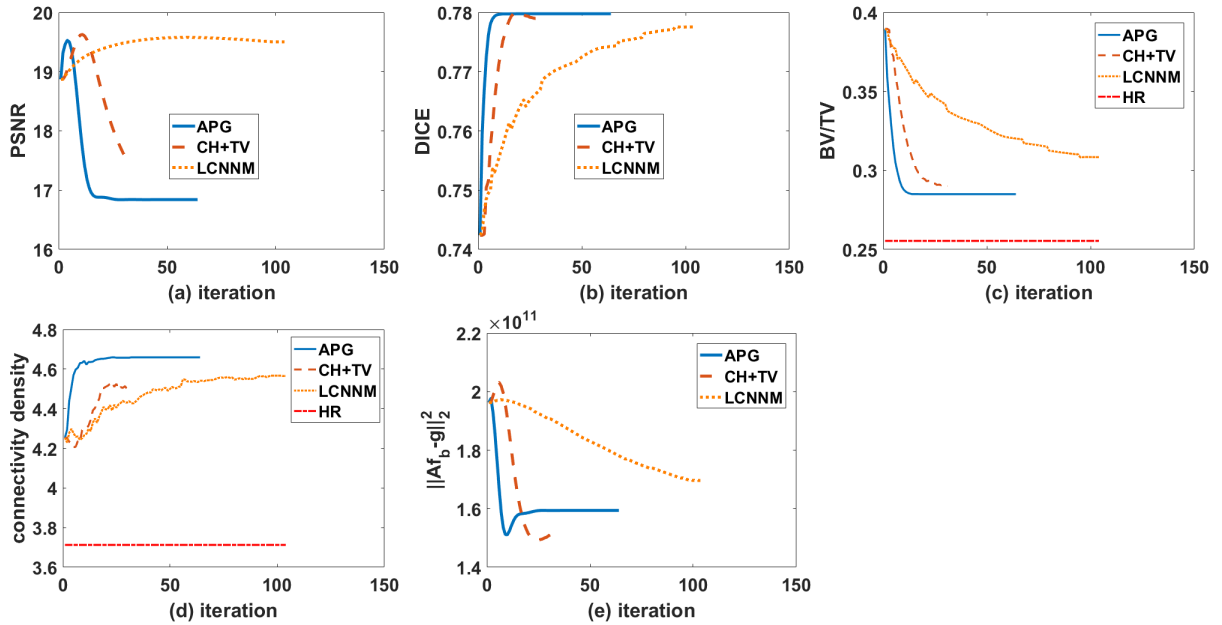 20
19
18
17
16
PSNR
APG
CH+TV
LCNNM
0 50 100 150
(a) iteration
0.78
0.77
0.76
0.75
0.74
DICE
APG
CH+TV
LCNNM
0 50 100 150
(b) iteration
0.4
0.35
0.3
0.25
BV/TV
APG
CH+TV
LCNNM
HR
0 50 100 150
(c) iteration
4.8
4.6
4.4
4.2
4
3.8
3.6
connectivity density
APG
CH+TV
LCNNM
HR
0 50 100 150
(d) iteration
×10¹¹
2.2
2
1.8
1.6
1.4
||Af_b-g||₂²
APG
CH+TV
LCNNM
0 50 100 150
(e) iteration